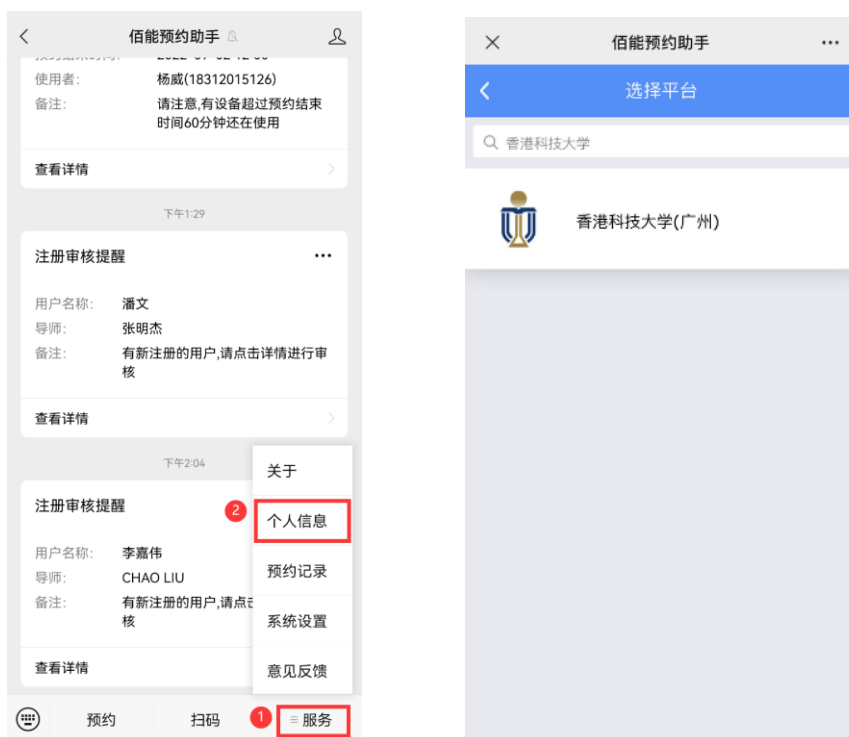 佰能预约助手
使用者: 杨威(18312015126)
备注: 请注意,有设备超过预约结束
时间60分钟还在使用
查看详情
下午1:29
注册审核提醒
用户名称: 潘文
导师: 张明杰
备注: 有新注册的用户,请点击详情进行审
核
查看详情
下午2:04
注册审核提醒
用户名称: 李嘉伟
导师: CHAO LIU
备注: 有新注册的用户,请点
核
查看详情
关于
2 个人信息
预约记录
系统设置
意见反馈
预约 扫码 1 服务
佰能预约助手
选择平台
香港科技大学
香港科技大学(广州)